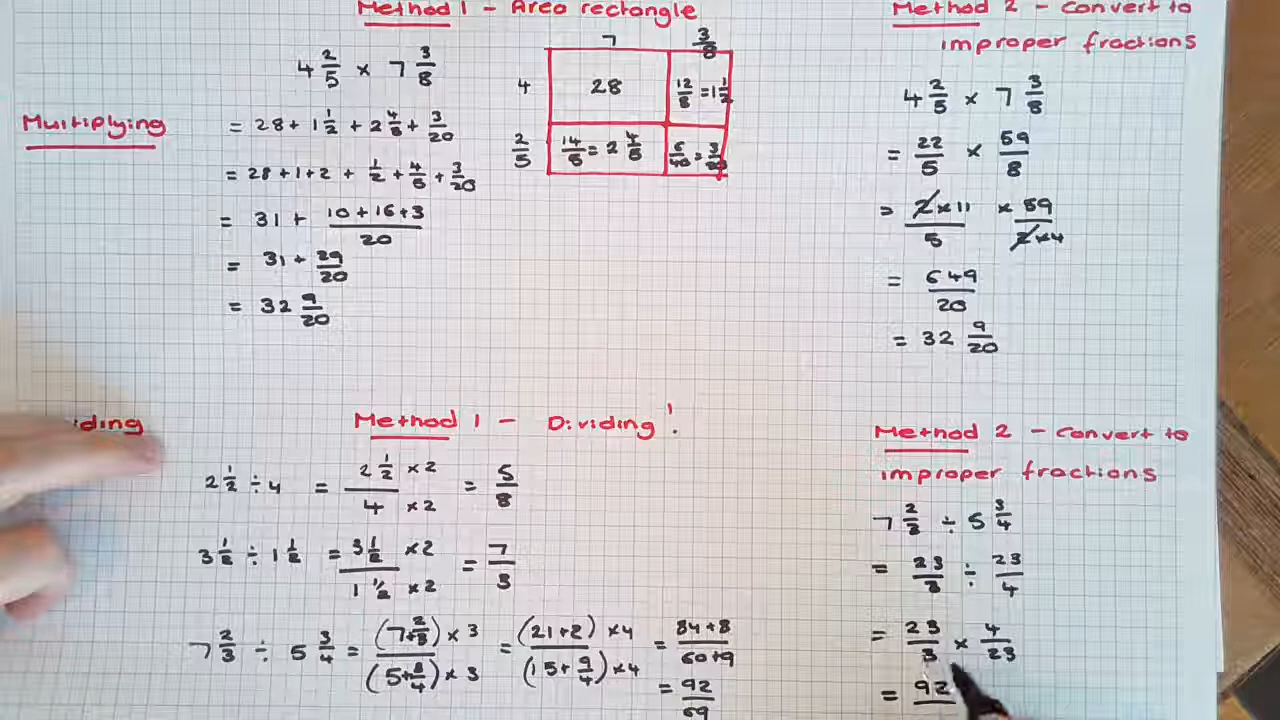 Method 1 - Area rectangle
4 2/5 × 7 3/8
7 3/8
4 28 12/8 = 1 1/2
2/5 14/5 = 2 4/5 6/40 = 3/20
Multiplying
= 28 + 1 1/2 + 2 4/5 + 3/20
= 28 + 1 + 2 + 1/2 + 4/5 + 3/20
= 31 + (10 + 16 + 3)/20
= 31 + 29/20
= 32 9/20
Method 2 - Convert to
improper fractions
4 2/5 × 7 3/8
= 22/5 × 59/8
= (2 × 11)/5 × 59/(2 × 4)
= 649/20
= 32 9/20
iding
Method 1 - Dividing!
2 1/2 ÷ 4 = (2 1/2 × 2)/(4 × 2) = 5/8
3 1/2 ÷ 1 1/2 = (3 1/2 × 2)/(1 1/2 × 2) = 7/3
7 2/3 ÷ 5 3/4 = ((7 + 2/3) × 3)/((5 + 3/4) × 3) = ((21 + 2) × 4)/((15 + 9/4) × 4) = (84 + 8)/(60 + 9)
= 92/69
Method 2 - Convert to
improper fractions
7 2/3 ÷ 5 3/4
= 23/3 ÷ 23/4
= 23/3 × 4/23
= 92